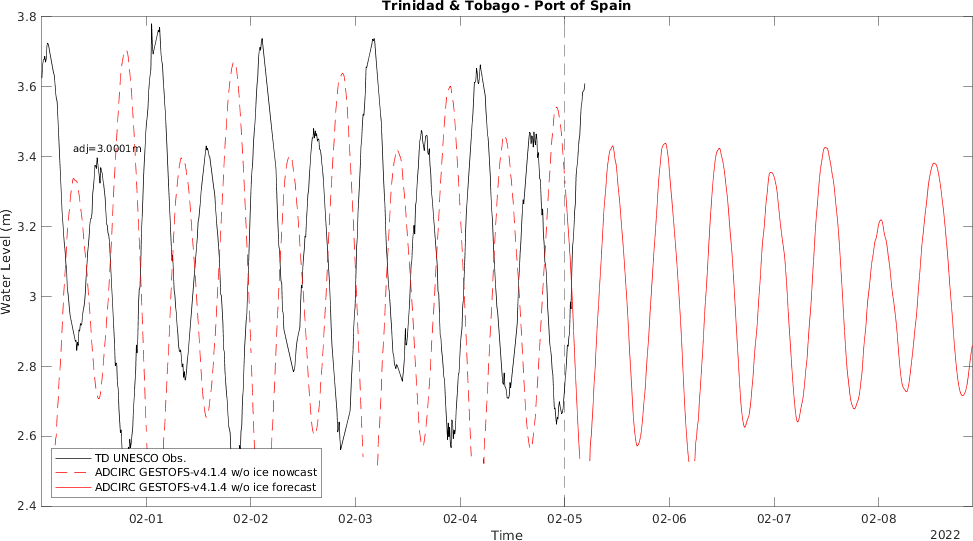 Trinidad & Tobago - Port of Spain
3.8
3.6
3.4
3.2
3
2.8
2.6
2.4
Water Level (m)
adj=3.0001m
TD UNESCO Obs.
ADCIRC GESTOFS-v4.1.4 w/o ice nowcast
ADCIRC GESTOFS-v4.1.4 w/o ice forecast
02-01 02-02 02-03 02-04 02-05 02-06 02-07 02-08
Time
2022